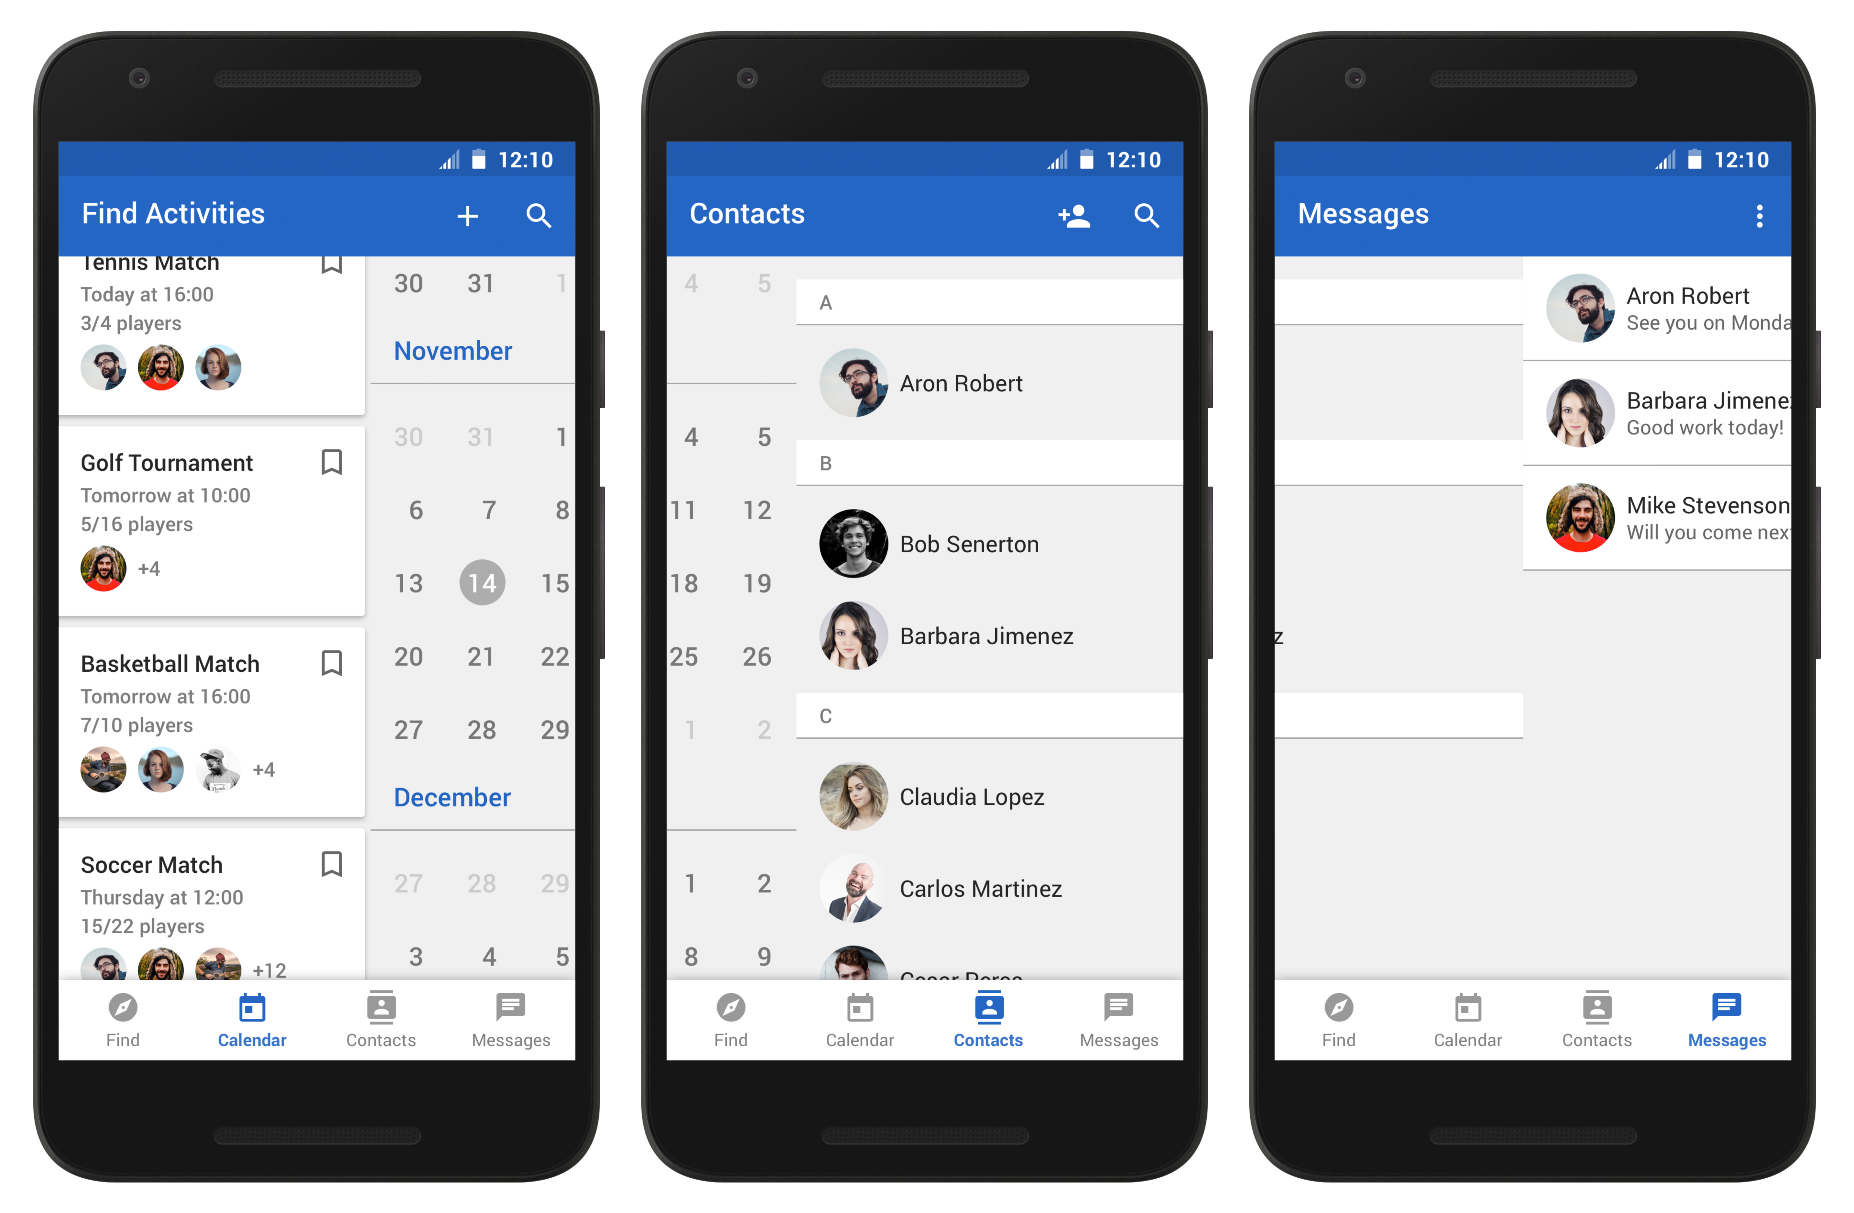 12:10
Find Activities
Tennis Match
Today at 16:00
3/4 players
Golf Tournament
Tomorrow at 10:00
5/16 players
+4
Basketball Match
Tomorrow at 16:00
7/10 players
+4
Soccer Match
Thursday at 12:00
15/22 players
+12
30 31 1
November
30 31 1
6 7 8
13 14 15
20 21 22
27 28 29
December
27 28 29
3 4 5
Find Calendar Contacts Messages
12:10
Contacts
4 5
4 5
11 12
18 19
25 26
1 2
1 2
8 9
A
Aron Robert
B
Bob Senerton
Barbara Jimenez
C
Claudia Lopez
Carlos Martinez
Find Calendar Contacts Messages
12:10
Messages
z
Aron Robert
See you on Monda
Barbara Jimenez
Good work today!
Mike Stevenson
Will you come nex
Find Calendar Contacts Messages